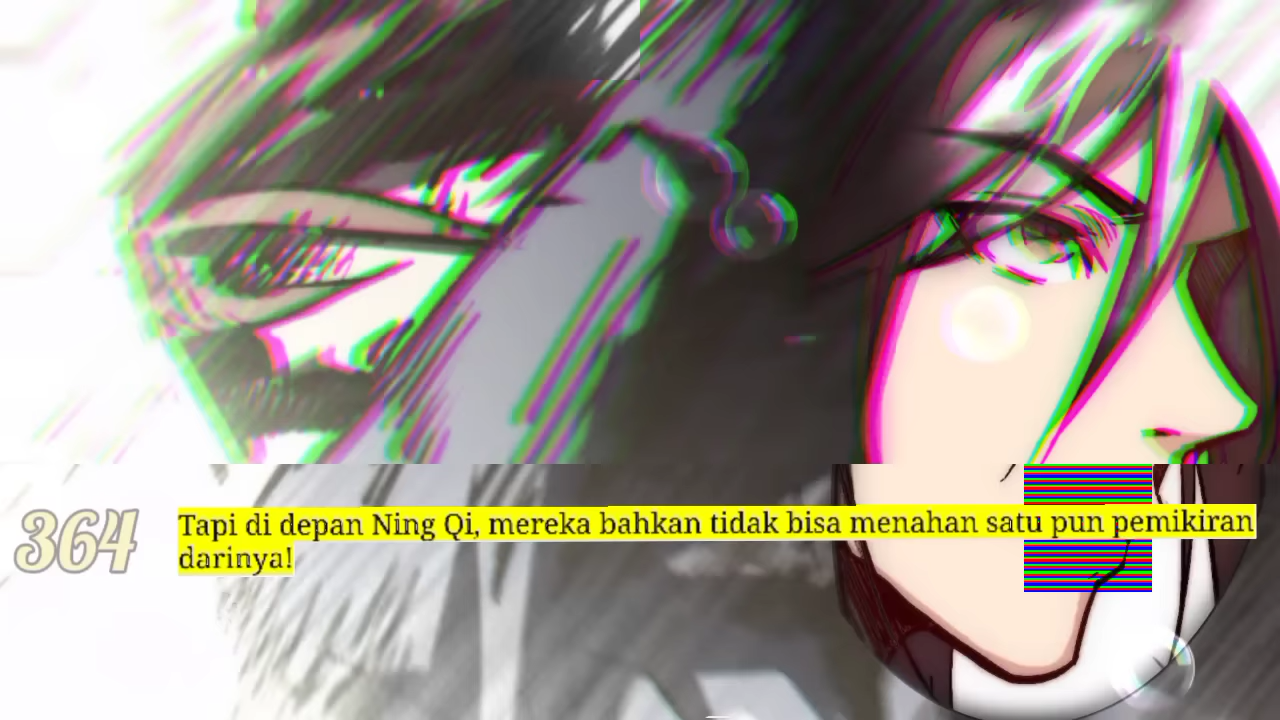 364
Tapi di depan Ning Qi, mereka bahkan tidak bisa menahan satu pun pemikiran
darinya!